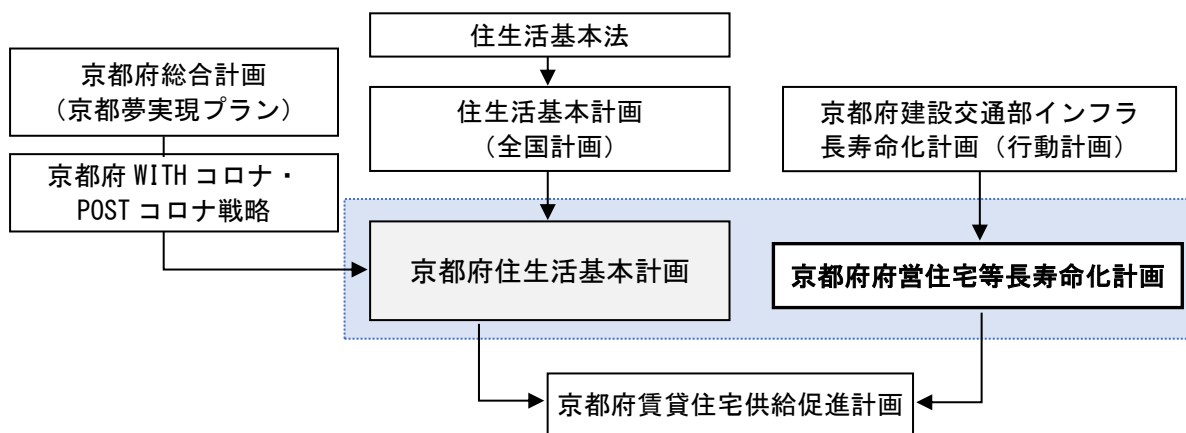 住生活基本法
京都府総合計画
（京都夢実現プラン）
住生活基本計画
（全国計画）
京都府建設交通部インフラ
長寿命化計画（行動計画）
京都府 WITH コロナ・
POST コロナ戦略
京都府住生活基本計画
京都府府営住宅等長寿命化計画
京都府賃貸住宅供給促進計画